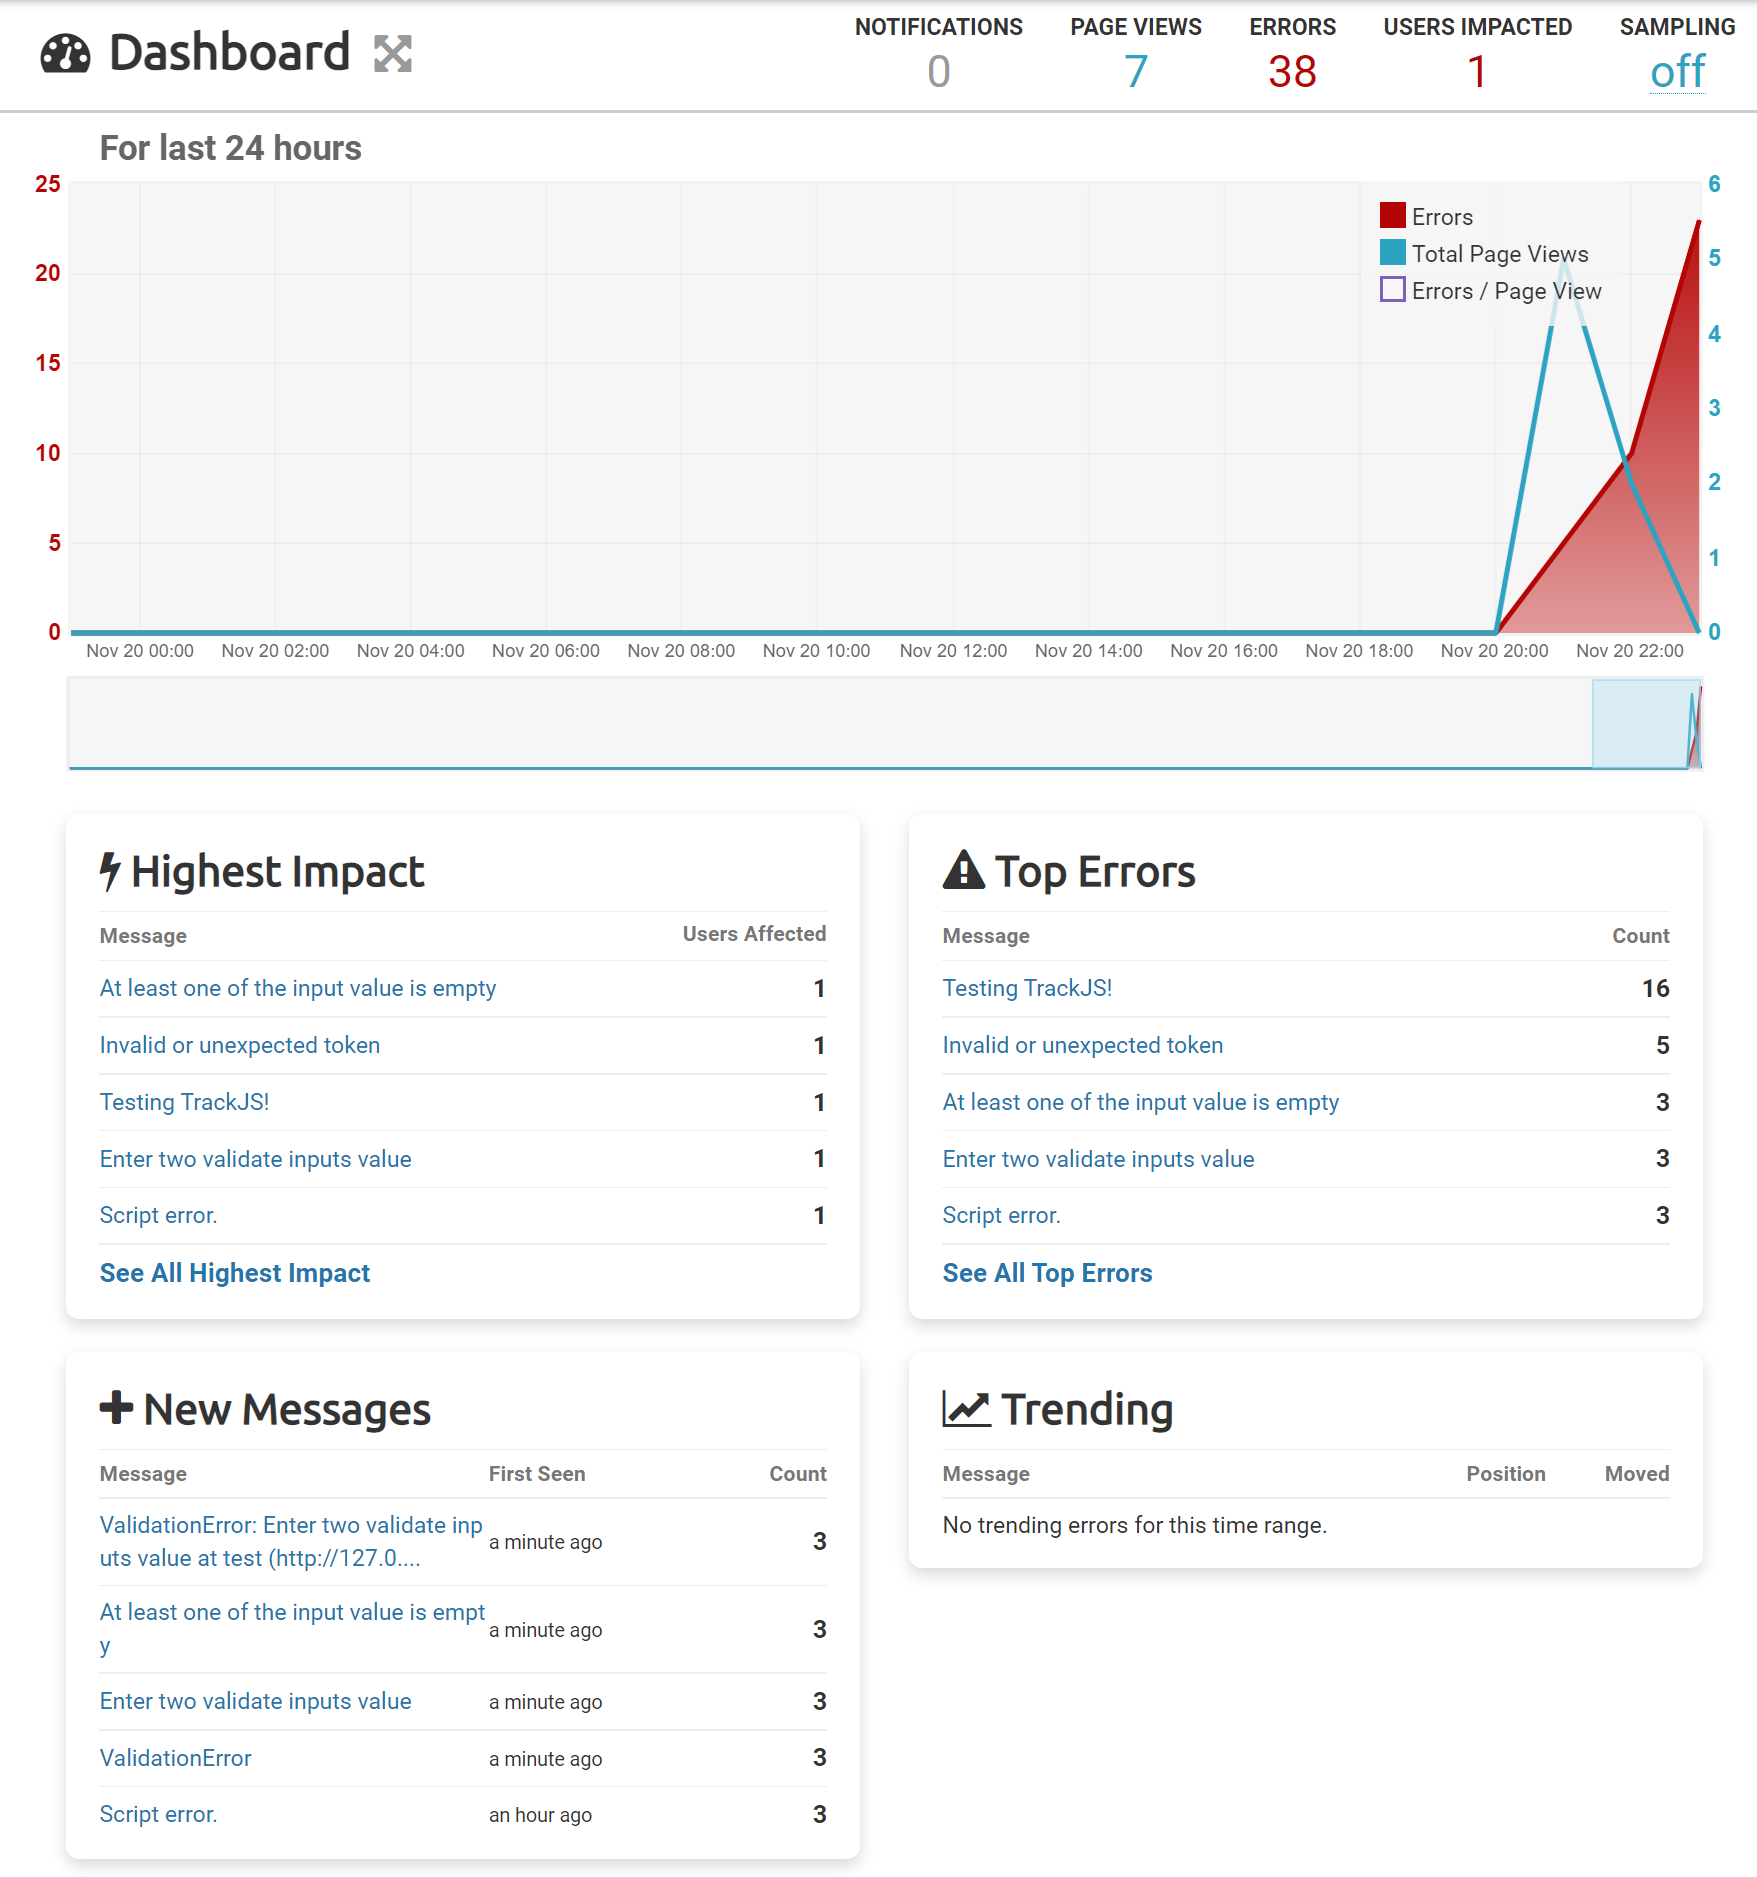 Dashboard
NOTIFICATIONS PAGE VIEWS ERRORS USERS IMPACTED SAMPLING
0 7 38 1 off
For last 24 hours
25
20
15
10
5
0
6
5
4
3
2
1
0
Errors
Total Page Views
Errors / Page View
Nov 20 00:00 Nov 20 02:00 Nov 20 04:00 Nov 20 06:00 Nov 20 08:00 Nov 20 10:00 Nov 20 12:00 Nov 20 14:00 Nov 20 16:00 Nov 20 18:00 Nov 20 20:00 Nov 20 22:00
Highest Impact
Message Users Affected
At least one of the input value is empty 1
Invalid or unexpected token 1
Testing TrackJS! 1
Enter two validate inputs value 1
Script error. 1
See All Highest Impact
Top Errors
Message Count
Testing TrackJS! 16
Invalid or unexpected token 5
At least one of the input value is empty 3
Enter two validate inputs value 3
Script error. 3
See All Top Errors
New Messages
Message First Seen Count
ValidationError: Enter two validate inp
uts value at test (http://127.0.... a minute ago 3
At least one of the input value is empt
y a minute ago 3
Enter two validate inputs value a minute ago 3
ValidationError a minute ago 3
Script error. an hour ago 3
Trending
Message Position Moved
No trending errors for this time range.